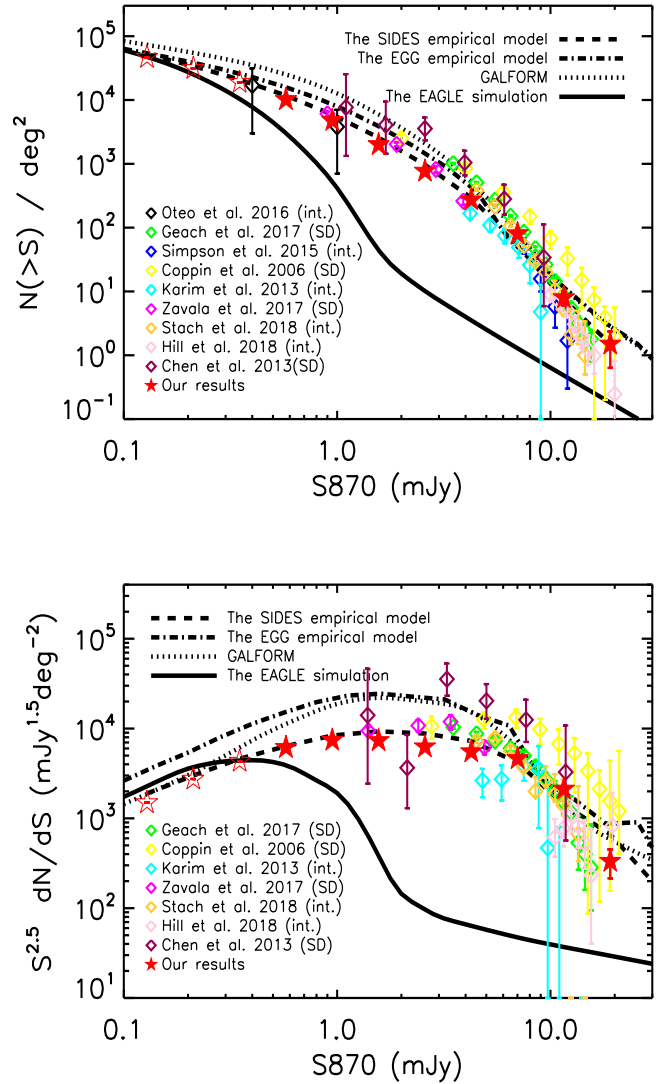 10^5
10^4
10^3
10^2
10^1
10^0
10^-1
N(>S) / deg^2
The SIDES empirical model
The EGG empirical model
GALFORM
The EAGLE simulation
Oteo et al. 2016 (int.)
Geach et al. 2017 (SD)
Simpson et al. 2015 (int.)
Coppin et al. 2006 (SD)
Karim et al. 2013 (int.)
Zavala et al. 2017 (SD)
Stach et al. 2018 (int.)
Hill et al. 2018 (int.)
Chen et al. 2013(SD)
Our results
0.1 1.0 10.0
S870 (mJy)
10^5
10^4
10^3
10^2
10^1
S^2.5 dN/dS (mJy^1.5deg^-2)
The SIDES empirical model
The EGG empirical model
GALFORM
The EAGLE simulation
Geach et al. 2017 (SD)
Coppin et al. 2006 (SD)
Karim et al. 2013 (int.)
Zavala et al. 2017 (SD)
Stach et al. 2018 (int.)
Hill et al. 2018 (int.)
Chen et al. 2013 (SD)
Our results
0.1 1.0 10.0
S870 (mJy)